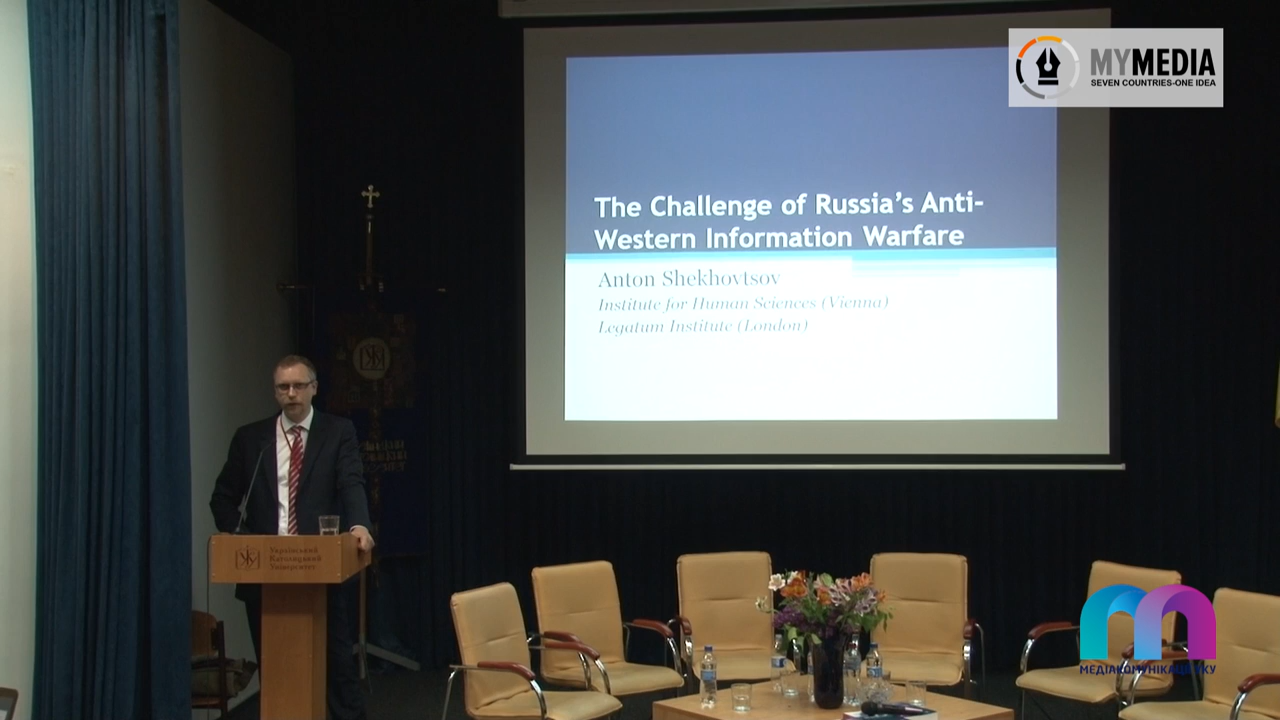 MYMEDIA
SEVEN COUNTRIES-ONE IDEA
The Challenge of Russia's Anti-
Western Information Warfare
Anton Shekhovtsov
Institute for Human Sciences (Vienna)
Legatum Institute (London)
Український
Католицький
Університет